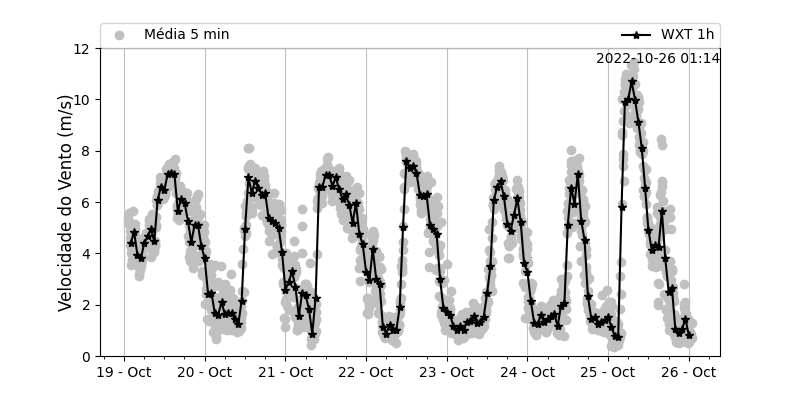 Média 5 min
WXT 1h
2022-10-26 01:14
12
10
8
6
4
2
0
Velocidade do Vento (m/s)
19 - Oct
20 - Oct
21 - Oct
22 - Oct
23 - Oct
24 - Oct
25 - Oct
26 - Oct